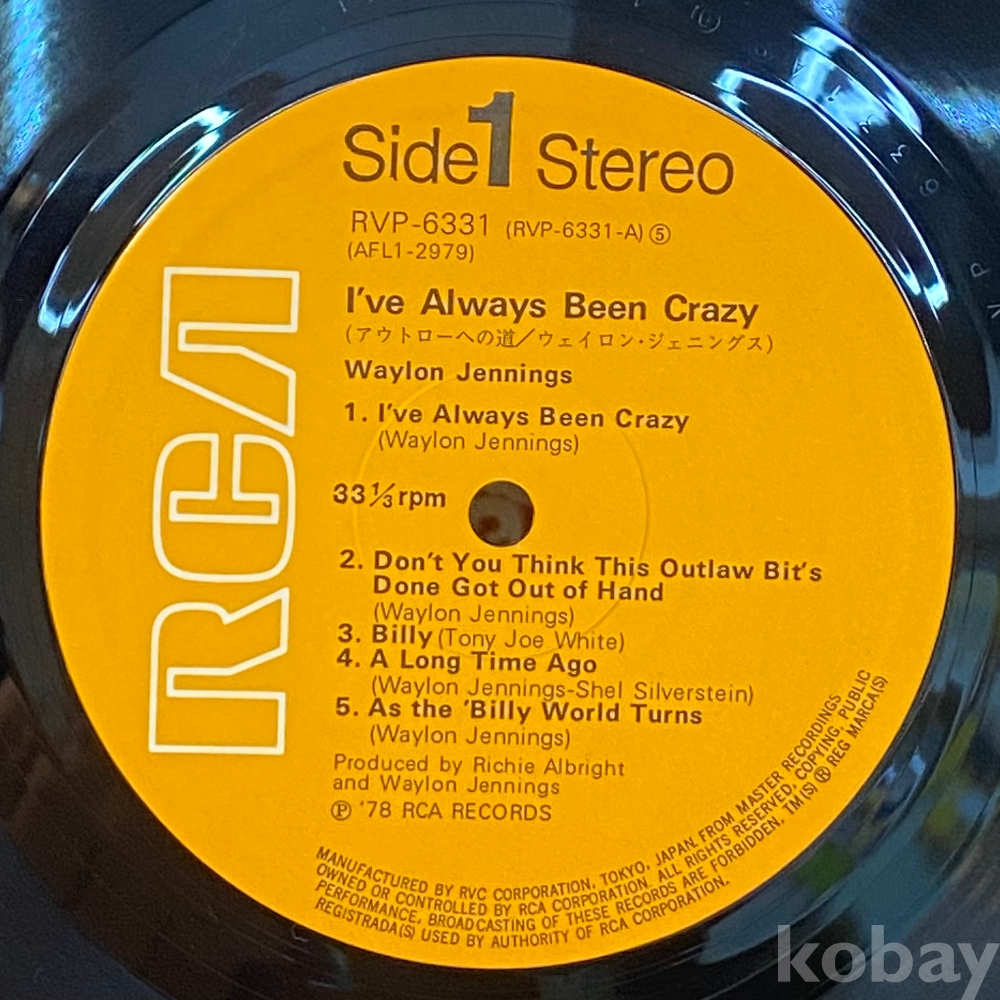 Side 1 Stereo
RVP-6331 (RVP-6331-A) ⑤
(AFL1-2979)
I've Always Been Crazy
(アウトローへの道/ウェイロン・ジェニングス)
Waylon Jennings
1. I've Always Been Crazy
(Waylon Jennings)
33 1/3 rpm
2. Don't You Think This Outlaw Bit's
Done Got Out of Hand
(Waylon Jennings)
3. Billy (Tony Joe White)
4. A Long Time Ago
(Waylon Jennings-Shel Silverstein)
5. As the 'Billy World Turns
(Waylon Jennings)
Produced by Richie Albright
and Waylon Jennings
℗ '78 RCA RECORDS
RCA
MANUFACTURED BY RVC CORPORATION, TOKYO, JAPAN, FROM MASTER RECORDINGS
OWNED OR CONTROLLED BY RCA CORPORATION. ALL RIGHTS RESERVED. COPYING, PUBLIC
PERFORMANCE, BROADCASTING OF THESE RECORDS ARE FORBIDDEN. TM(S) ® REG MARCA(S)
REGISTRADA(S) USED BY AUTHORITY OF RCA CORPORATION.
kobay